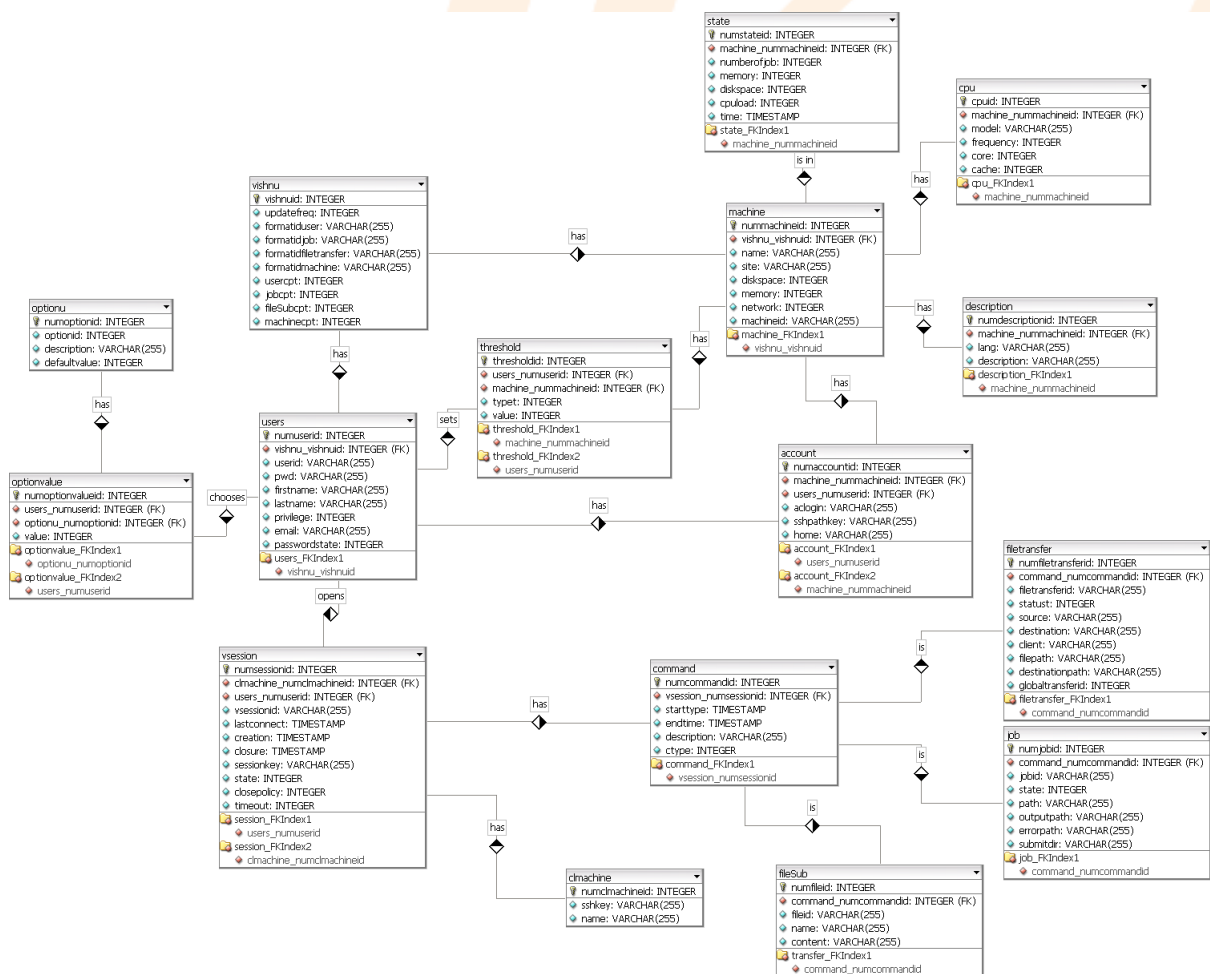 state
numstateid: INTEGER
machine_nummachineid: INTEGER (FK)
numberofjob: INTEGER
memory: INTEGER
diskspace: INTEGER
cpuload: INTEGER
time: TIMESTAMP
state_FKIndex1
machine_nummachineid
is in
cpu
cpuid: INTEGER
machine_nummachineid: INTEGER (FK)
model: VARCHAR(255)
frequency: INTEGER
core: INTEGER
cache: INTEGER
cpu_FKIndex1
machine_nummachineid
has
vishnu
vishnuid: INTEGER
updatefreq: INTEGER
formatiduser: VARCHAR(255)
formatidjob: VARCHAR(255)
formatidfiletransfer: VARCHAR(255)
formatidmachine: VARCHAR(255)
usercpt: INTEGER
jobcpt: INTEGER
fileSubcpt: INTEGER
machinecpt: INTEGER
has
machine
nummachineid: INTEGER
vishnu_vishnuid: INTEGER (FK)
name: VARCHAR(255)
site: VARCHAR(255)
diskspace: INTEGER
memory: INTEGER
network: INTEGER
machineid: VARCHAR(255)
machine_FKIndex1
vishnu_vishnuid
has
description
numdescriptionid: INTEGER
machine_nummachineid: INTEGER (FK)
lang: VARCHAR(255)
description: VARCHAR(255)
description_FKIndex1
machine_nummachineid
optionu
numoptionid: INTEGER
optionid: INTEGER
description: VARCHAR(255)
defaultvalue: INTEGER
has
has
threshold
thresholdid: INTEGER
users_numuserid: INTEGER (FK)
machine_nummachineid: INTEGER (FK)
typet: INTEGER
value: INTEGER
threshold_FKIndex1
machine_nummachineid
threshold_FKIndex2
users_numuserid
has
has
users
numuserid: INTEGER
vishnu_vishnuid: INTEGER (FK)
userid: VARCHAR(255)
pwd: VARCHAR(255)
firstname: VARCHAR(255)
lastname: VARCHAR(255)
privilege: INTEGER
email: VARCHAR(255)
passwordstate: INTEGER
users_FKIndex1
vishnu_vishnuid
sets
account
numaccountid: INTEGER
machine_nummachineid: INTEGER (FK)
users_numuserid: INTEGER (FK)
aclogin: VARCHAR(255)
sshpathkey: VARCHAR(255)
home: VARCHAR(255)
account_FKIndex1
users_numuserid
account_FKIndex2
machine_nummachineid
optionvalue
numoptionvalueid: INTEGER
users_numuserid: INTEGER (FK)
optionu_numoptionid: INTEGER (FK)
value: INTEGER
optionvalue_FKIndex1
optionu_numoptionid
optionvalue_FKIndex2
users_numuserid
chooses
has
opens
filetransfer
numfiletransferid: INTEGER
command_numcommandid: INTEGER (FK)
filetransferid: VARCHAR(255)
statust: INTEGER
source: VARCHAR(255)
destination: VARCHAR(255)
client: VARCHAR(255)
filepath: VARCHAR(255)
destinationpath: VARCHAR(255)
globaltransferid: INTEGER
filetransfer_FKIndex1
command_numcommandid
is
vsession
numsessionid: INTEGER
clmachine_numclmachineid: INTEGER (FK)
users_numuserid: INTEGER (FK)
vsessionid: VARCHAR(255)
lastconnect: TIMESTAMP
creation: TIMESTAMP
closure: TIMESTAMP
sessionkey: VARCHAR(255)
state: INTEGER
closepolicy: INTEGER
timeout: INTEGER
session_FKIndex1
users_numuserid
session_FKIndex2
clmachine_numclmachineid
has
command
numcommandid: INTEGER
vsession_numsessionid: INTEGER (FK)
starttype: TIMESTAMP
endtime: TIMESTAMP
description: VARCHAR(255)
ctype: INTEGER
command_FKIndex1
vsession_numsessionid
is
job
numjobid: INTEGER
command_numcommandid: INTEGER (FK)
jobid: VARCHAR(255)
state: INTEGER
path: VARCHAR(255)
outputpath: VARCHAR(255)
errorpath: VARCHAR(255)
submitdir: VARCHAR(255)
job_FKIndex1
command_numcommandid
has
is
clmachine
numclmachineid: INTEGER
sshkey: VARCHAR(255)
name: VARCHAR(255)
fileSub
numfileid: INTEGER
command_numcommandid: INTEGER (FK)
fileid: VARCHAR(255)
name: VARCHAR(255)
content: VARCHAR(255)
transfer_FKIndex1
command_numcommandid